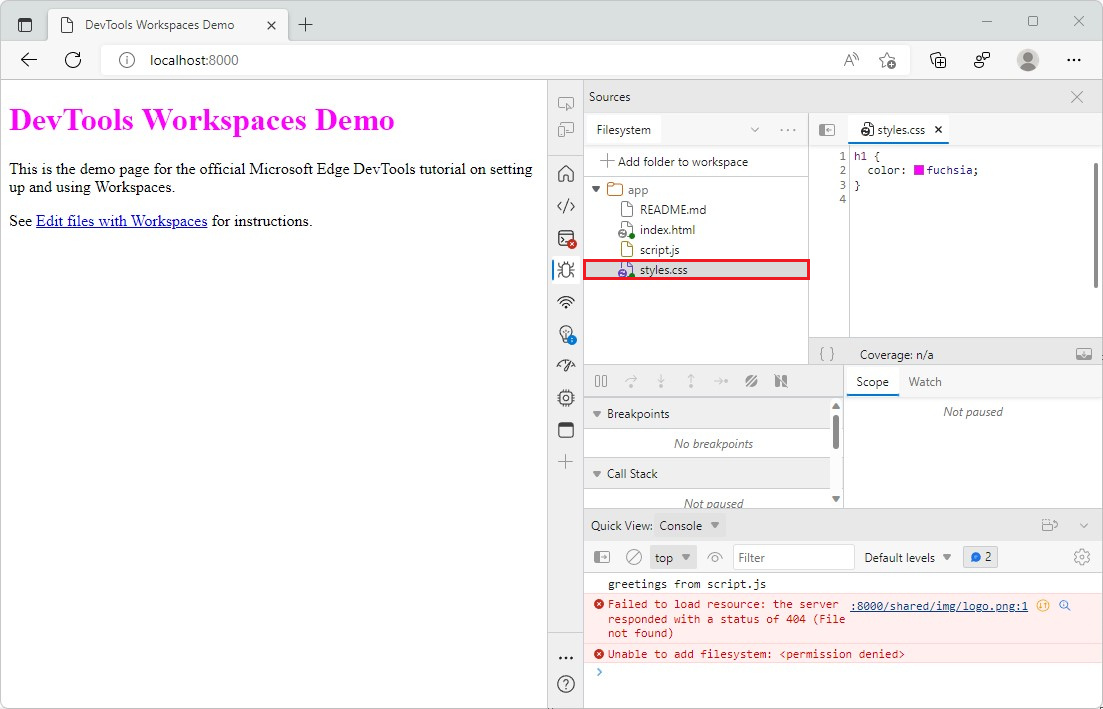 DevTools Workspaces Demo
localhost:8000
DevTools Workspaces Demo
This is the demo page for the official Microsoft Edge DevTools tutorial on setting
up and using Workspaces.
See Edit files with Workspaces for instructions.
Sources
Filesystem
Add folder to workspace
app
README.md
index.html
script.js
styles.css
styles.css
1 h1 {
2 color: fuchsia;
3 }
4
{ } Coverage: n/a
Breakpoints
No breakpoints
Call Stack
Not paused
Scope Watch
Not paused
Quick View: Console
top Filter Default levels 2
greetings from script.js
Failed to load resource: the server :8000/shared/img/logo.png:1
responded with a status of 404 (File
not found)
Unable to add filesystem: <permission denied>